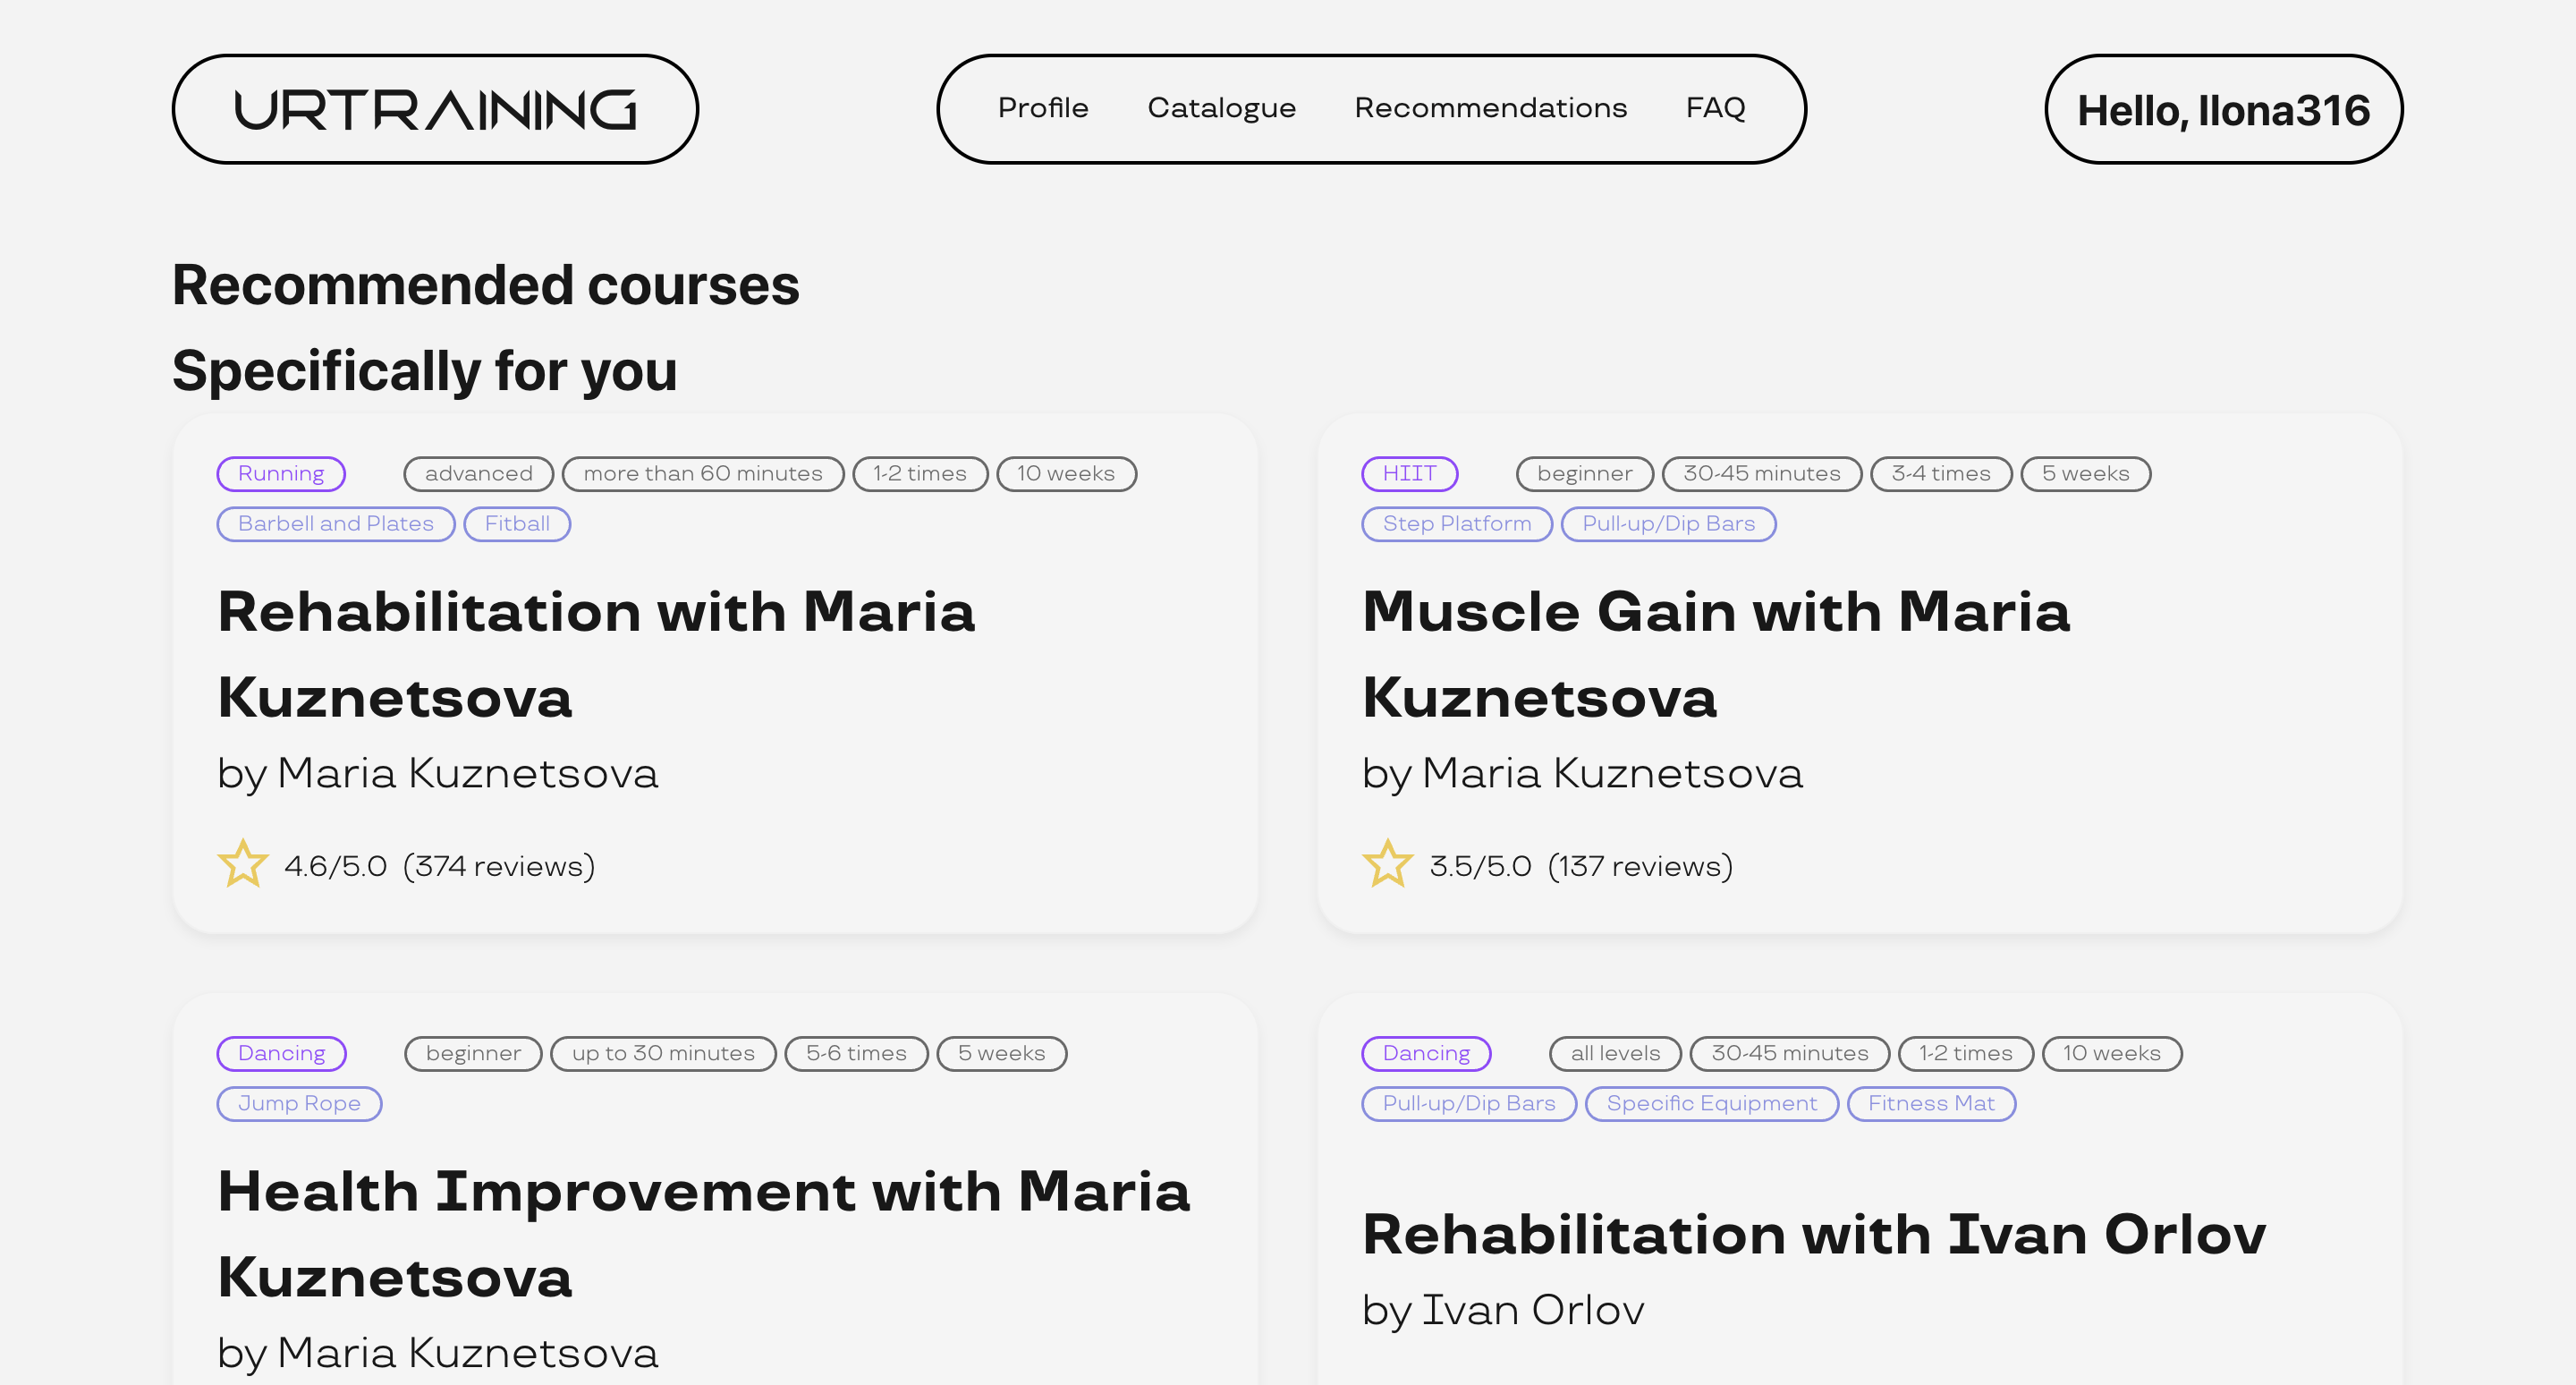 URTRAINING
Profile Catalogue Recommendations FAQ
Hello, Ilona316
Recommended courses
Specifically for you
Running advanced more than 60 minutes 1-2 times 10 weeks
Barbell and Plates Fitball
Rehabilitation with Maria
Kuznetsova
by Maria Kuznetsova
4.6/5.0 (374 reviews)
HIIT beginner 30-45 minutes 3-4 times 5 weeks
Step Platform Pull-up/Dip Bars
Muscle Gain with Maria
Kuznetsova
by Maria Kuznetsova
3.5/5.0 (137 reviews)
Dancing beginner up to 30 minutes 5-6 times 5 weeks
Jump Rope
Health Improvement with Maria
Kuznetsova
by Maria Kuznetsova
Dancing all levels 30-45 minutes 1-2 times 10 weeks
Pull-up/Dip Bars Specific Equipment Fitness Mat
Rehabilitation with Ivan Orlov
by Ivan Orlov